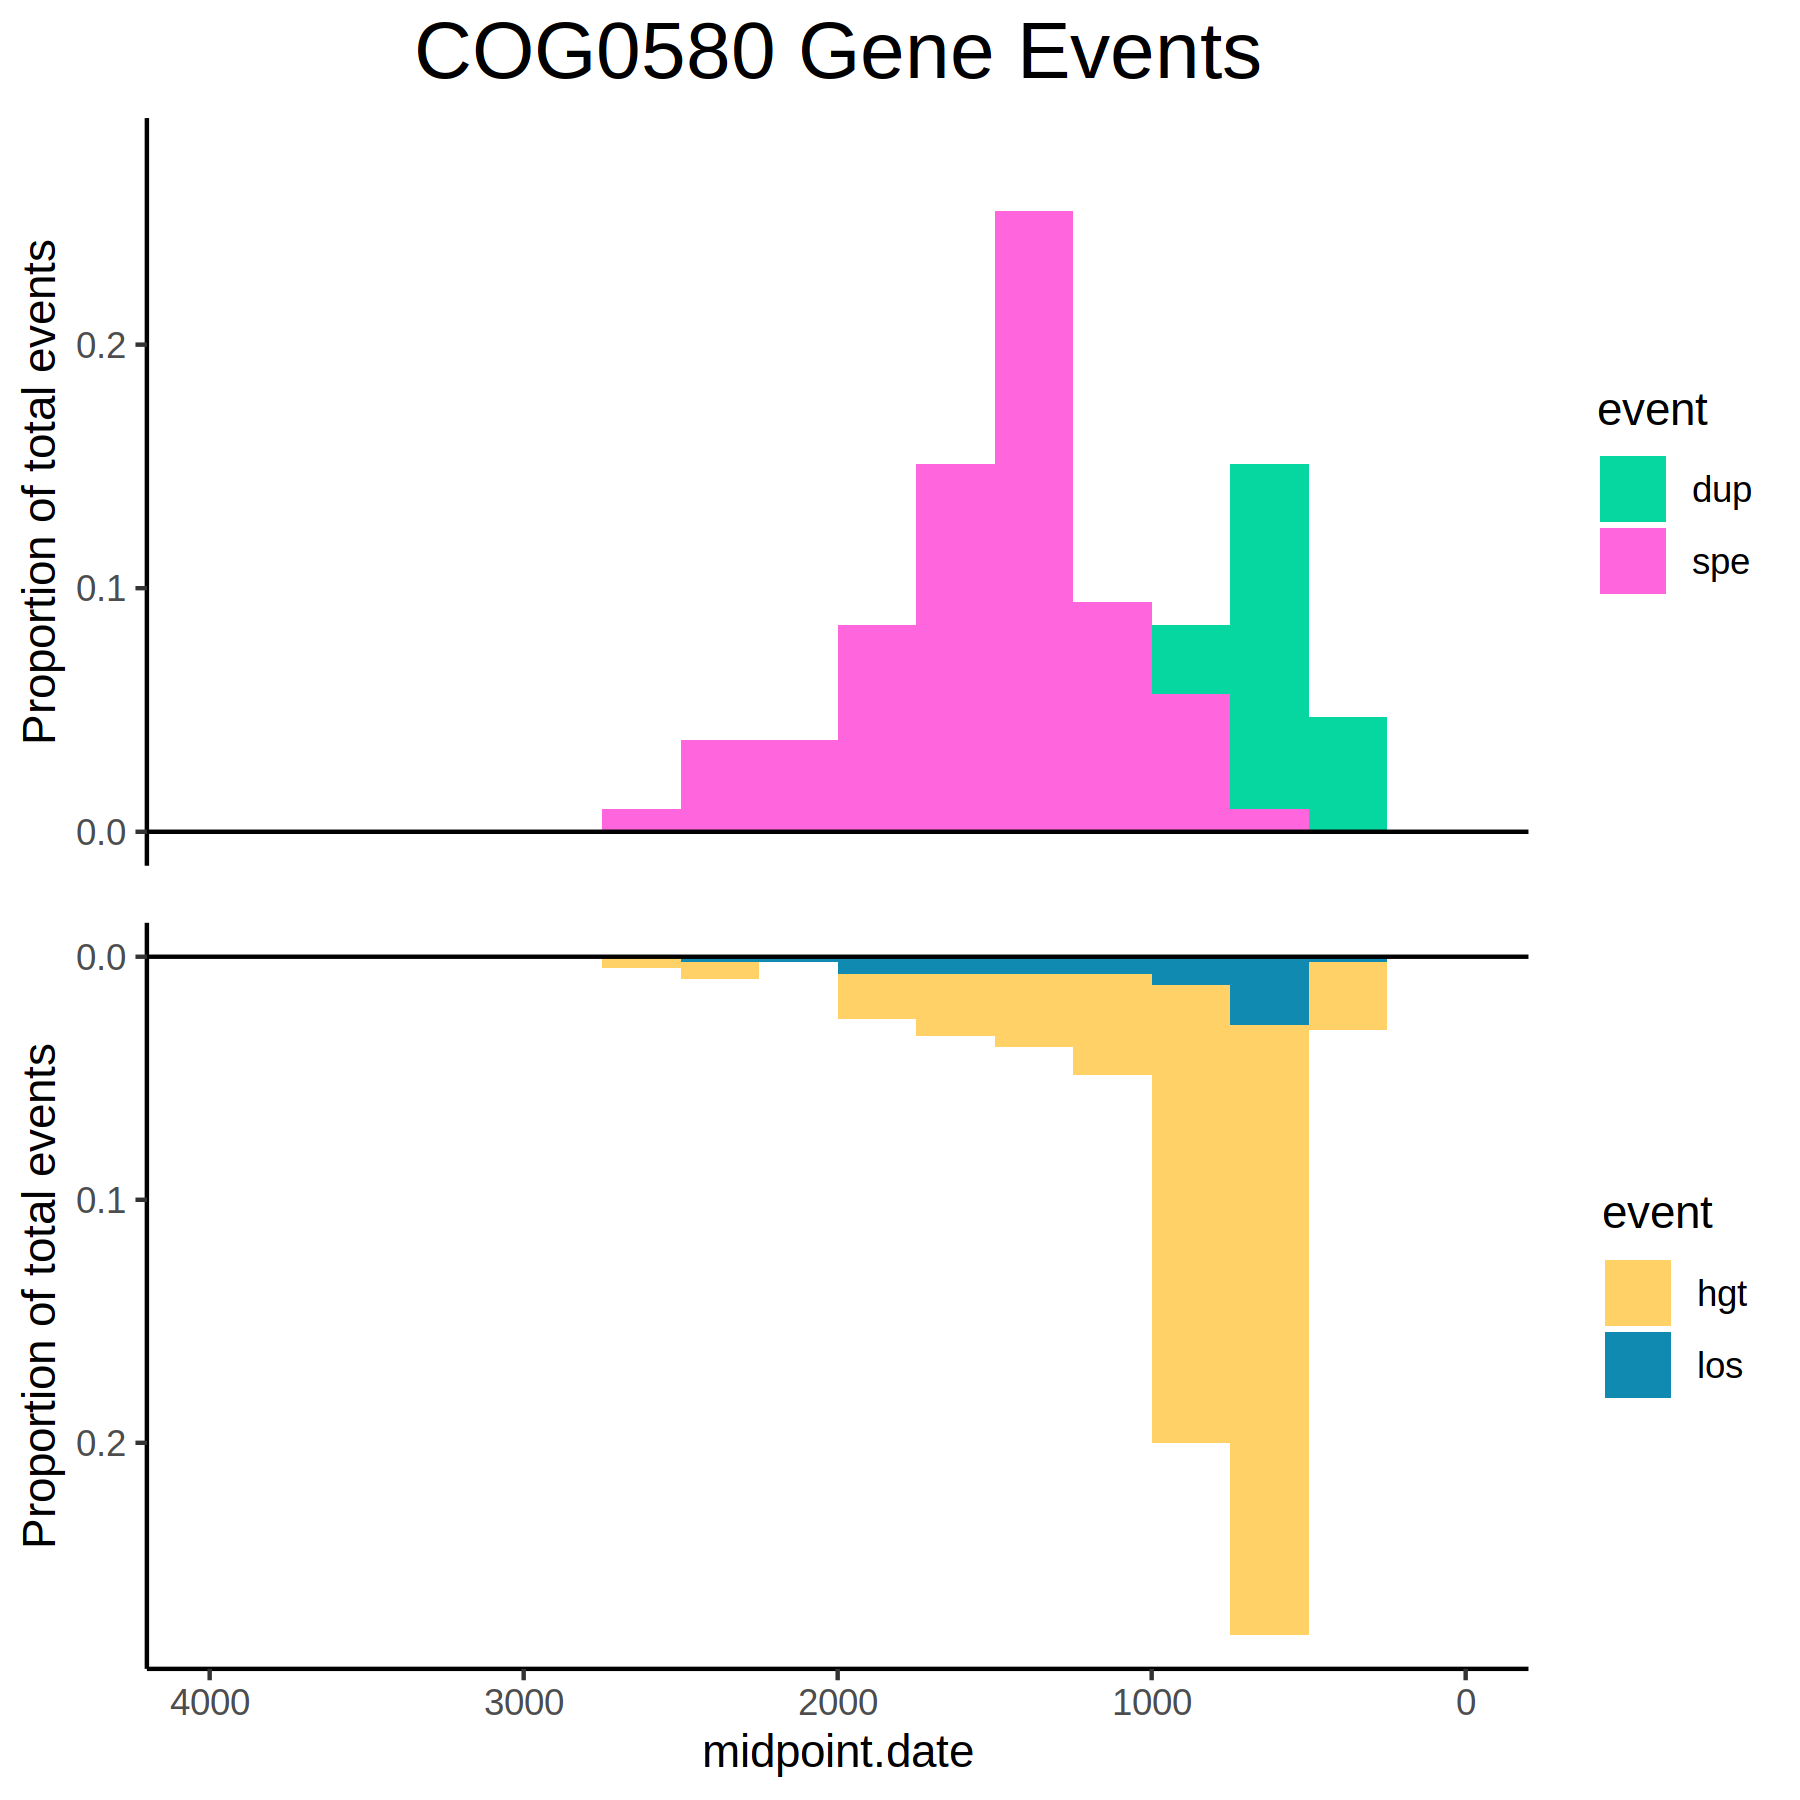 COG0580 Gene Events
Proportion of total events
0.2
0.1
0.0
event
dup
spe
Proportion of total events
0.0
0.1
0.2
event
hgt
los
4000 3000 2000 1000 0
midpoint.date